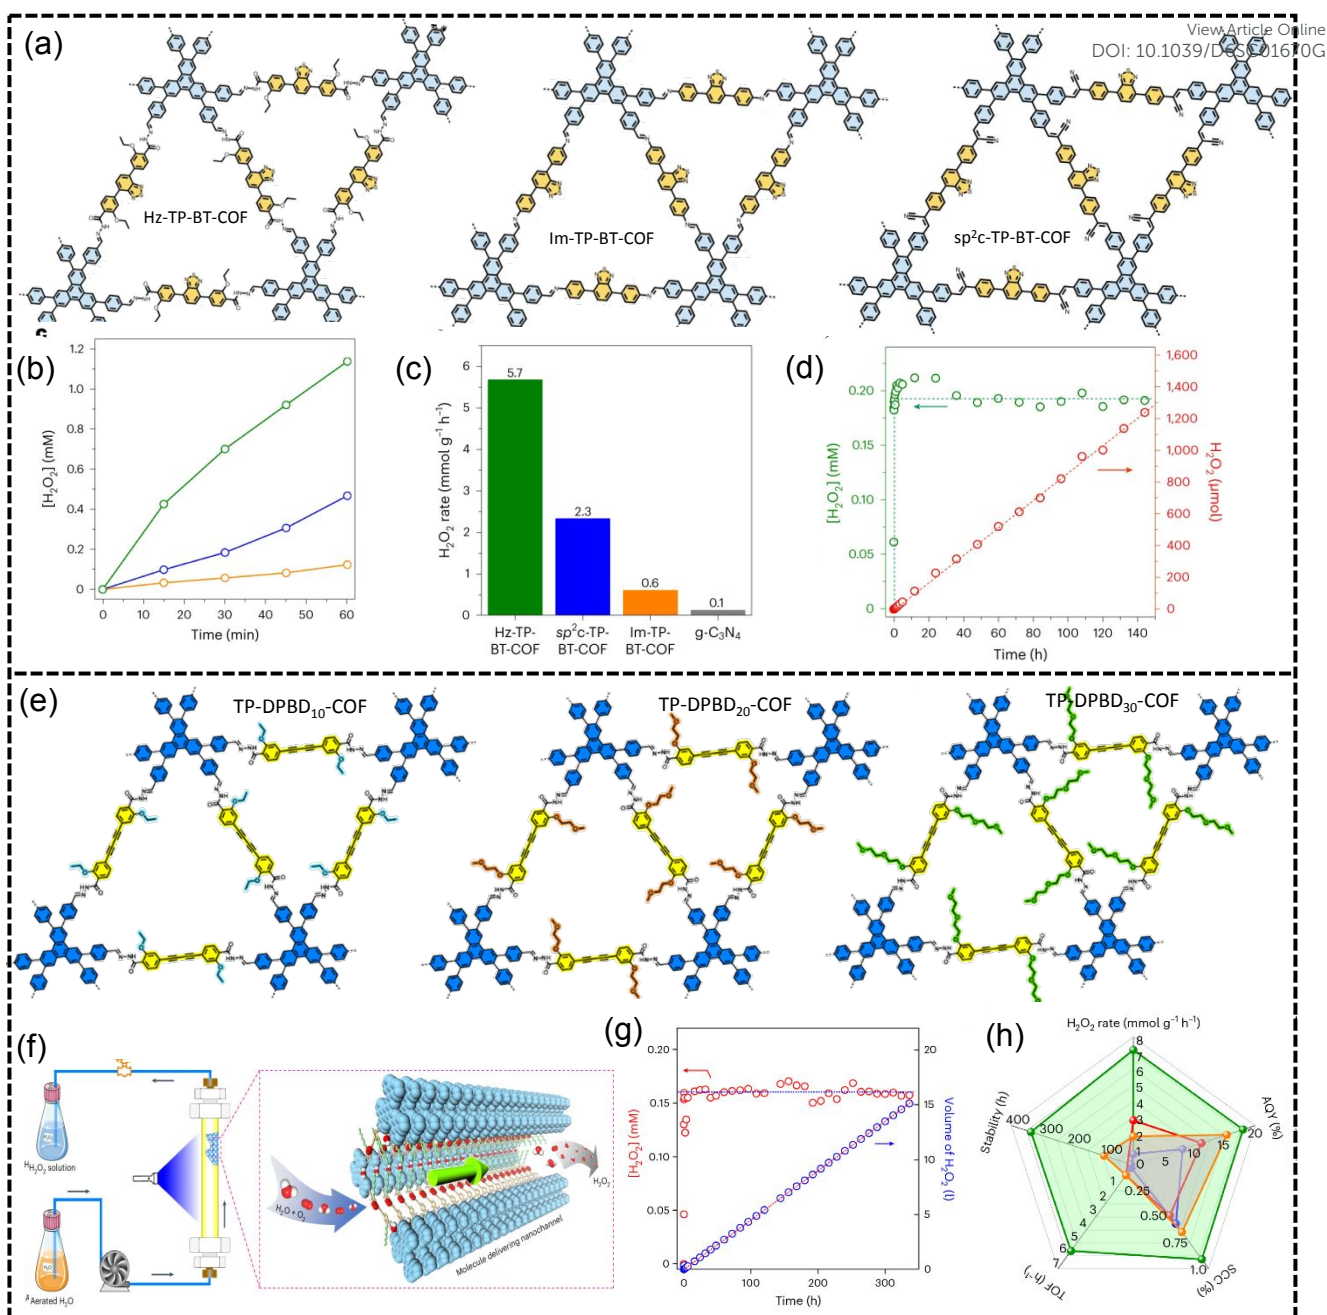 View Article Online
DOI: 10.1039/D6SC01670G
(a)
Hz-TP-BT-COF
Im-TP-BT-COF
sp²c-TP-BT-COF
(b)
[H₂O₂] (mM)
1.2
1.0
0.8
0.6
0.4
0.2
0
0 15 30 45 60
Time (min)
(c)
H₂O₂ rate (mmol g⁻¹ h⁻¹)
6
5
4
3
2
1
0
5.7
2.3
0.6
0.1
Hz-TP-
BT-COF
sp²c-TP-
BT-COF
Im-TP-
BT-COF
g-C₃N₄
(d)
[H₂O₂] (mM)
0.20
0.15
0.10
0.05
0
1,600
1,400
1,200
1,000
800
600
400
200
0
H₂O₂ (μmol)
0 20 40 60 80 100 120 140
Time (h)
(e)
TP-DPBD₁₀-COF
TP-DPBD₂₀-COF
TP-DPBD₃₀-COF
(f)
H₂O₂ solution
Aerated H₂O
H₂O + O₂
H₂O₂
Molecule delivering nanochannel
(g)
[H₂O₂] (mM)
0.20
0.15
0.10
0.05
0
20
15
10
5
0
Volume of H₂O₂ (l)
0 100 200 300
Time (h)
(h)
H₂O₂ rate (mmol g⁻¹ h⁻¹)
8
7
6
5
4
3
2
1
0
AQY (%)
5
10
15
20
SCC (%)
0.25
0.50
0.75
1.0
TOF (h⁻¹)
1
2
3
4
5
6
7
Stability (h)
100
200
300
400